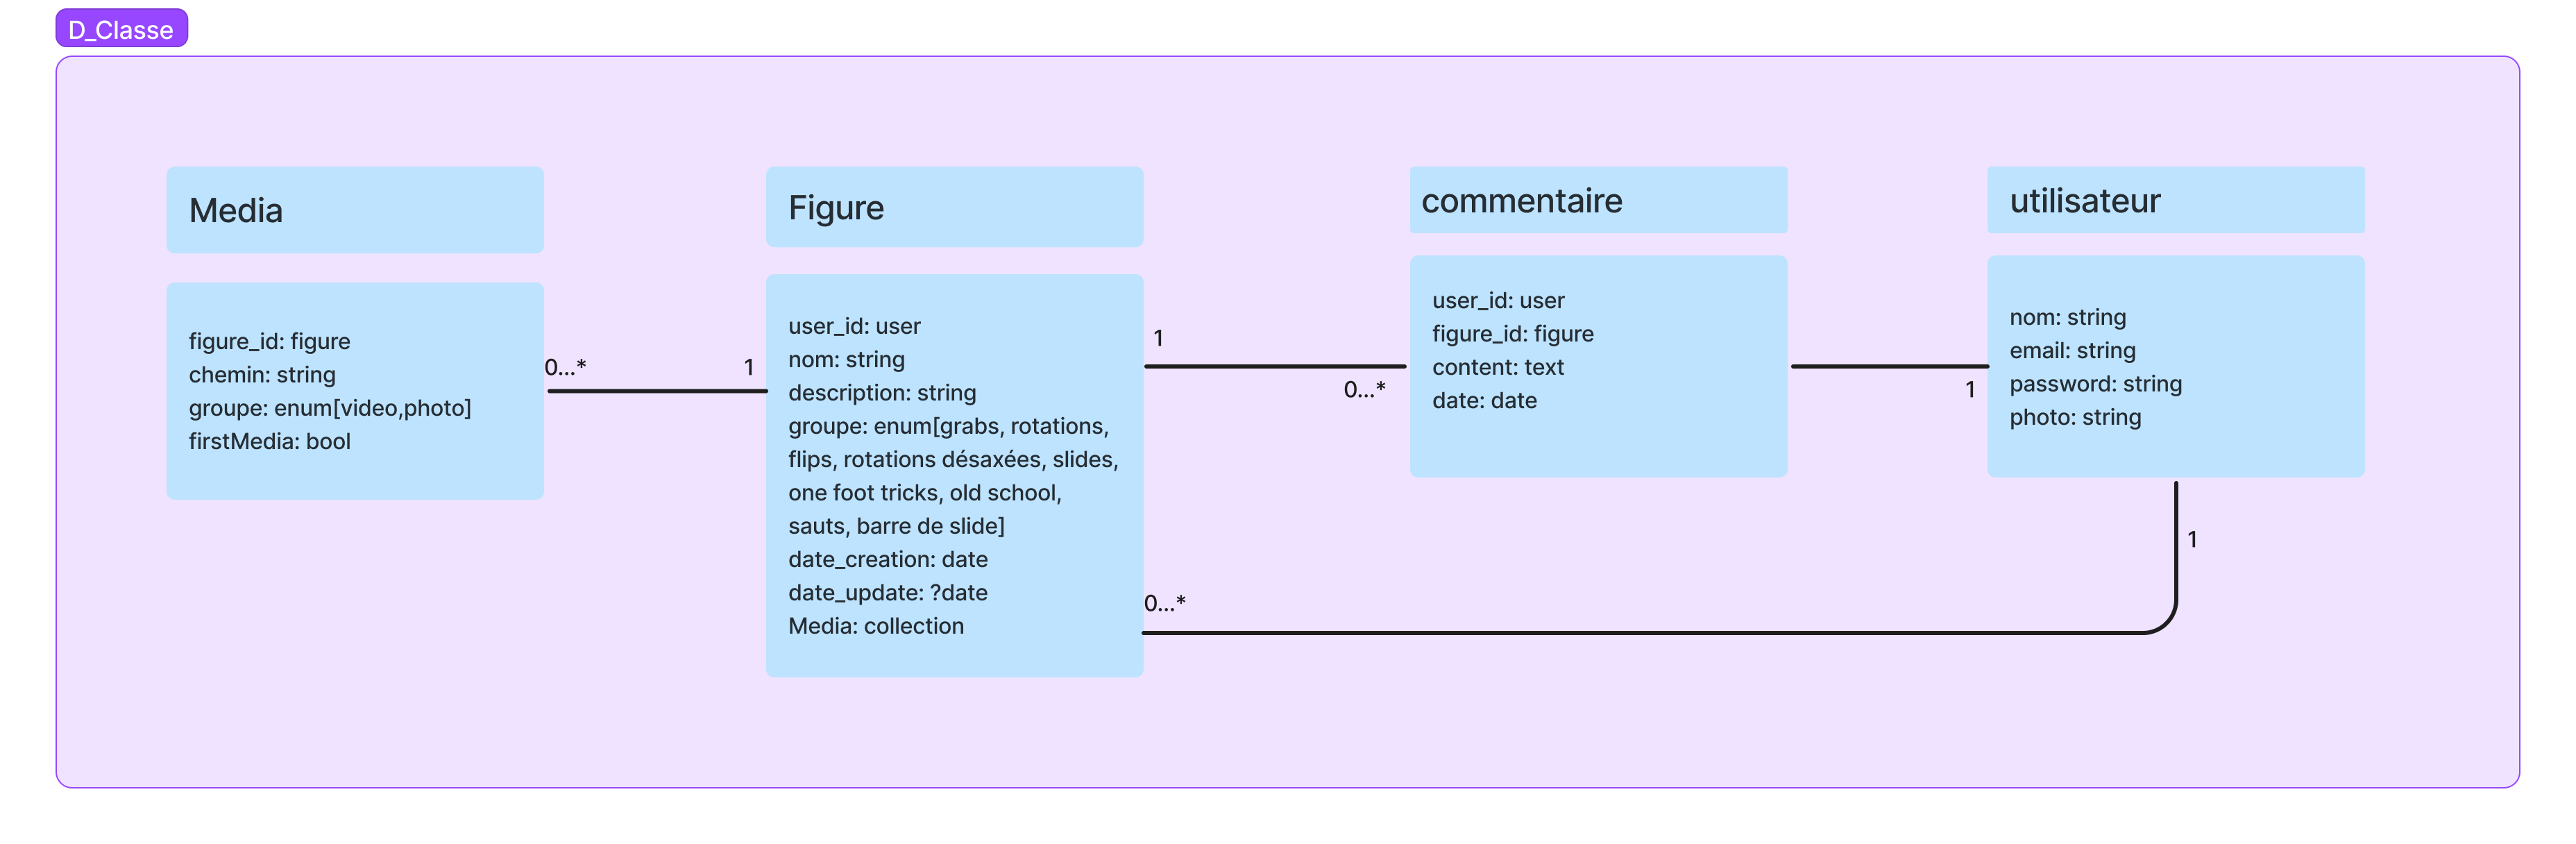 D_Classe
Media
figure_id: figure
chemin: string
groupe: enum[video,photo]
firstMedia: bool
0...*
1
Figure
user_id: user
nom: string
description: string
groupe: enum[grabs, rotations,
flips, rotations désaxées, slides,
one foot tricks, old school,
sauts, barre de slide]
date_creation: date
date_update: ?date
Media: collection
1
0...*
0...*
commentaire
user_id: user
figure_id: figure
content: text
date: date
1
utilisateur
nom: string
email: string
password: string
photo: string
1